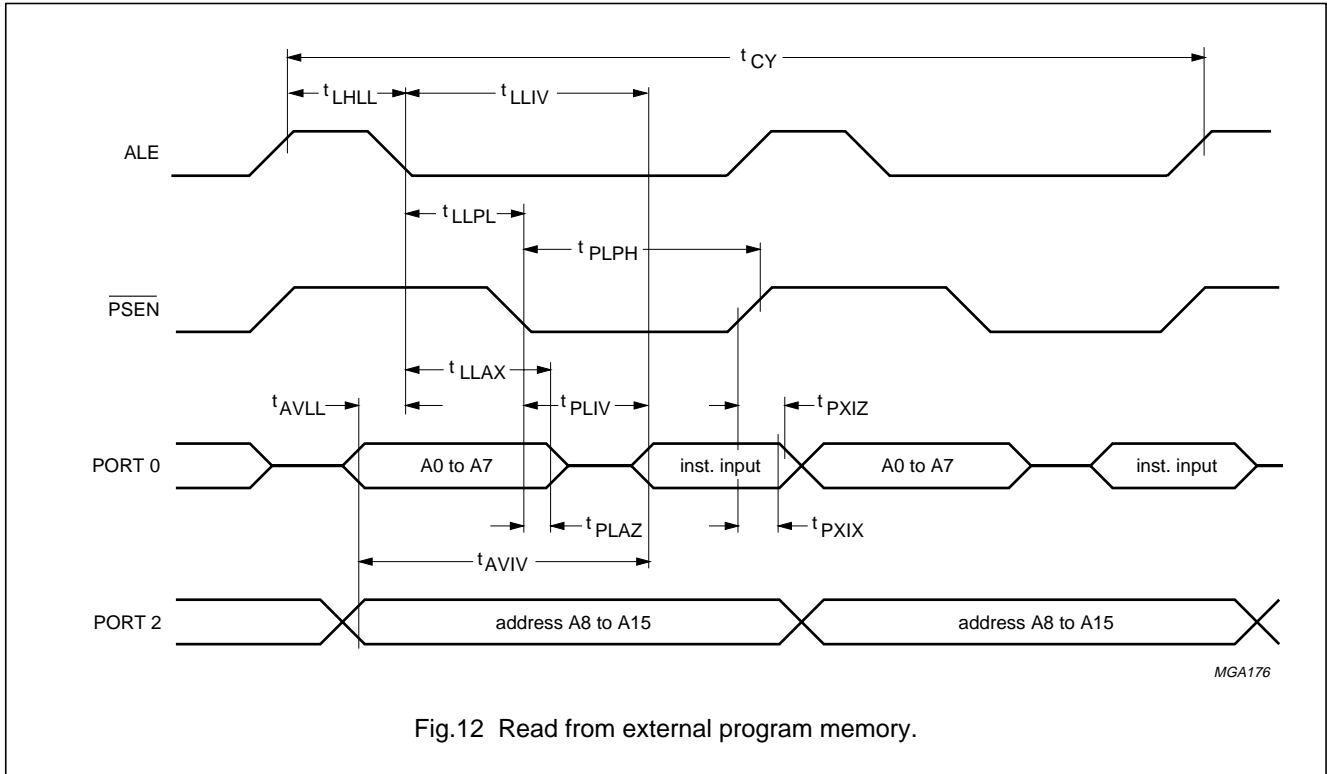 t CY
t LHLL
t LLIV
ALE
t LLPL
t PLPH
PSEN
t LLAX
t AVLL
t PLIV
t PXIZ
PORT 0
A0 to A7
inst. input
A0 to A7
inst. input
t PLAZ
t PXIX
t AVIV
PORT 2
address A8 to A15
address A8 to A15
MGA176
Fig.12 Read from external program memory.